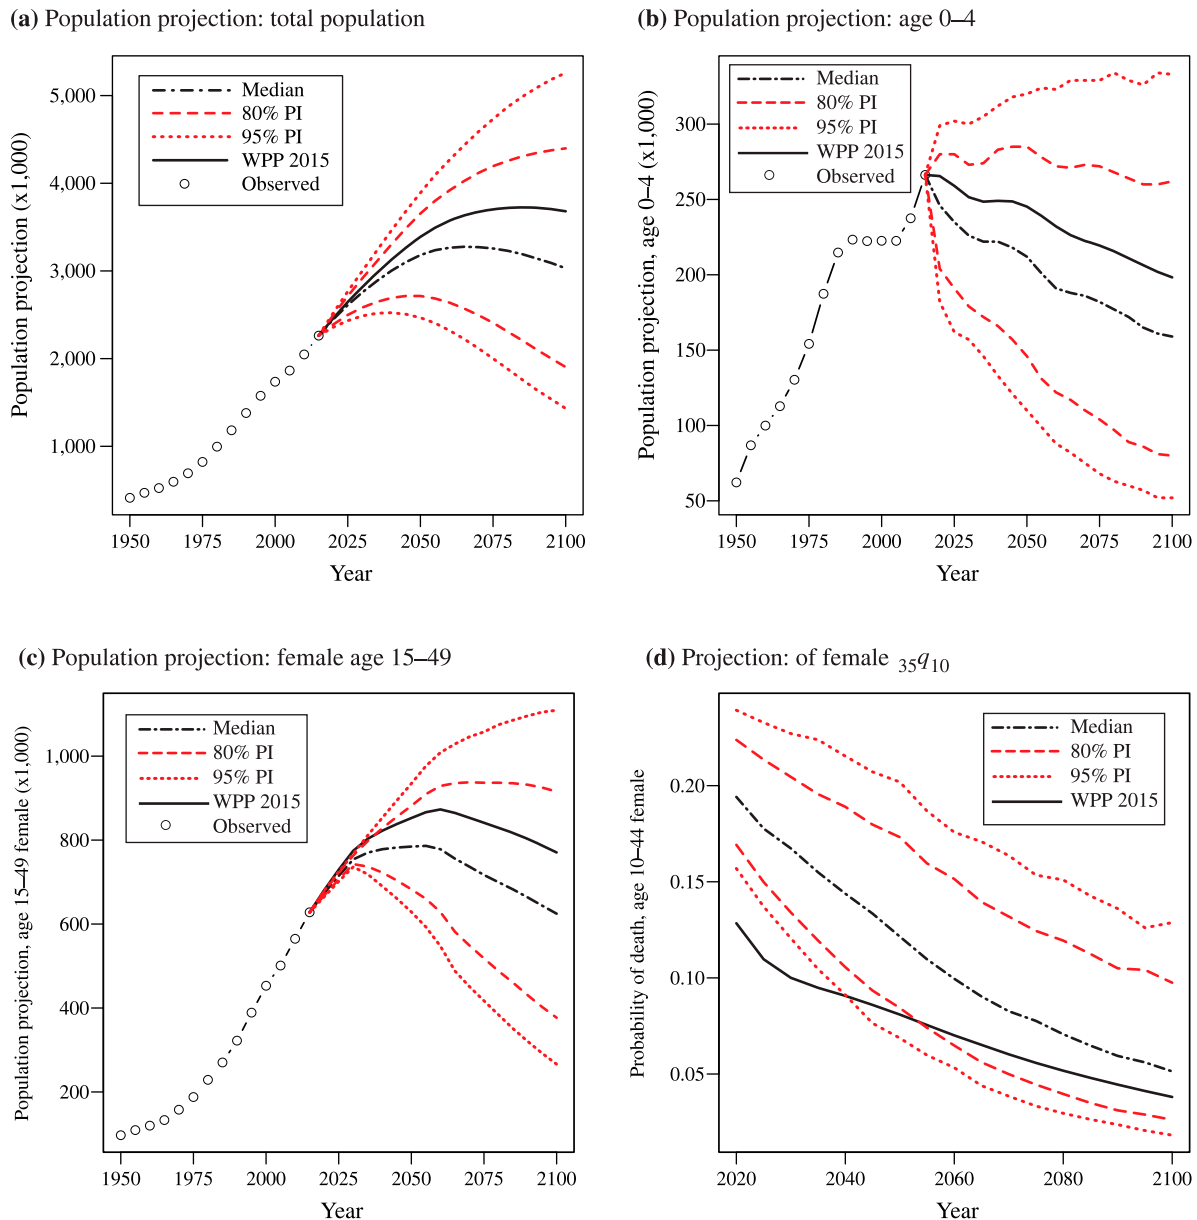 (a) Population projection: total population
Population projection (x1,000)
5,000
4,000
3,000
2,000
1,000
Median
80% PI
95% PI
WPP 2015
Observed
1950 1975 2000 2025 2050 2075 2100
Year
(b) Population projection: age 0–4
Population projection, age 0–4 (x1,000)
300
250
200
150
100
50
Median
80% PI
95% PI
WPP 2015
Observed
1950 1975 2000 2025 2050 2075 2100
Year
(c) Population projection: female age 15–49
Population projection, age 15–49 female (x1,000)
1,000
800
600
400
200
Median
80% PI
95% PI
WPP 2015
Observed
1950 1975 2000 2025 2050 2075 2100
Year
(d) Projection: of female ₃₅q₁₀
Probability of death, age 10–44 female
0.20
0.15
0.10
0.05
Median
80% PI
95% PI
WPP 2015
2020 2040 2060 2080 2100
Year